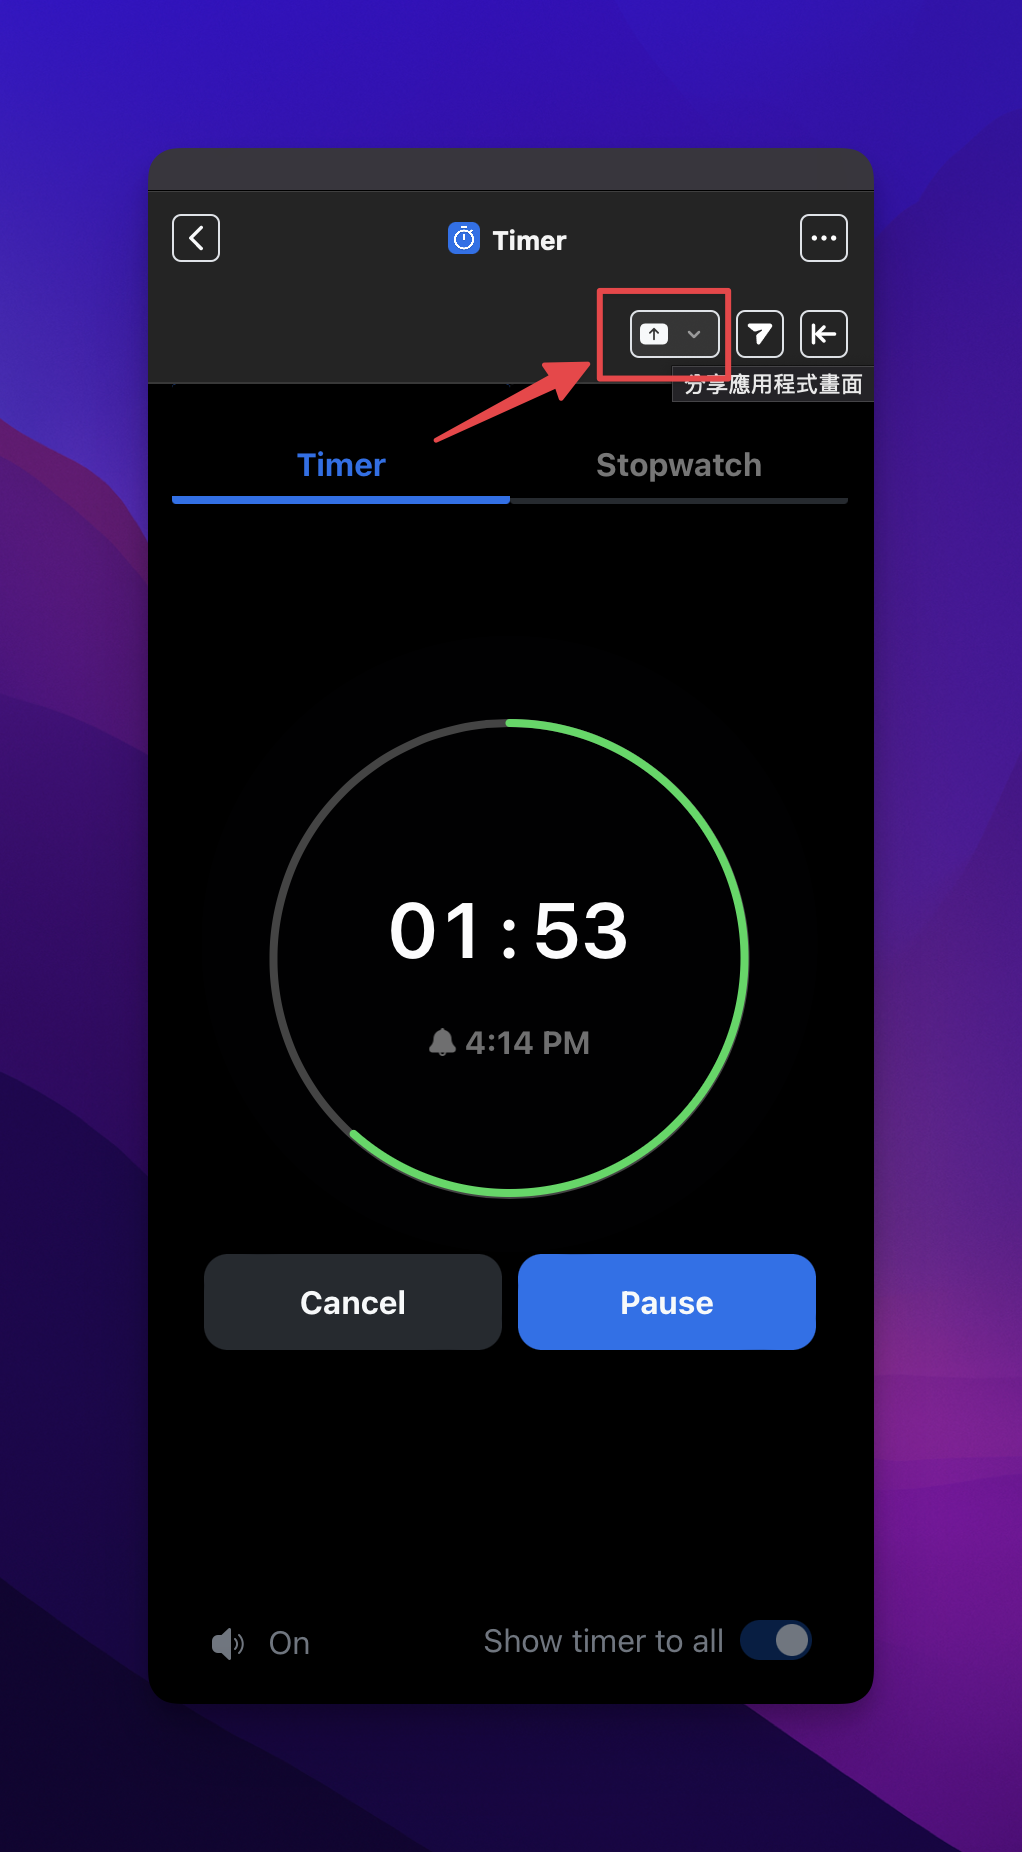 Timer
分享應用程式畫面
Timer
Stopwatch
01:53
4:14 PM
Cancel
Pause
On
Show timer to all